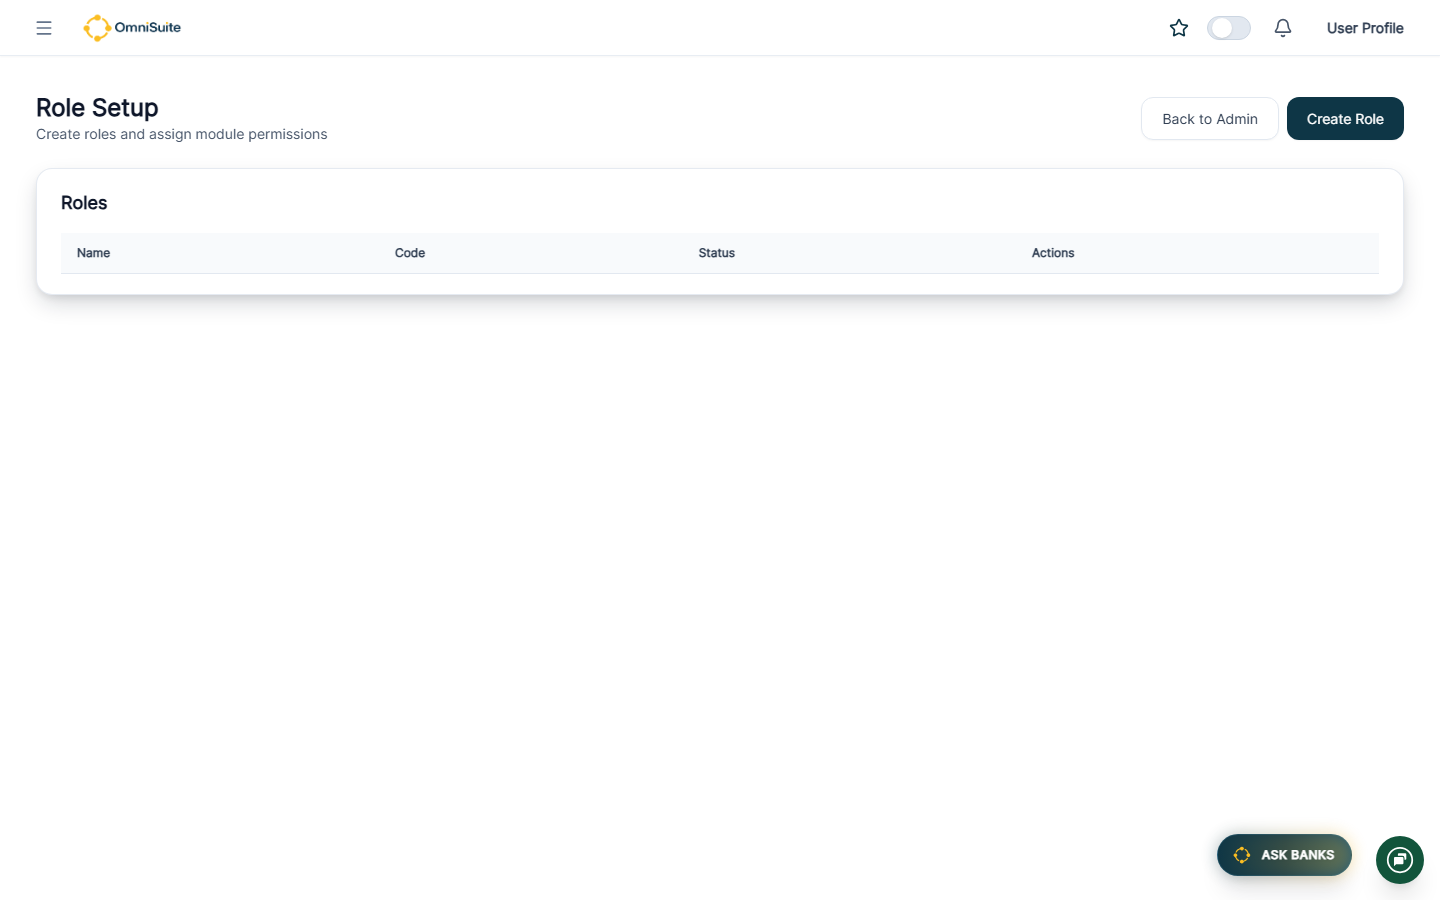 OmniSuite
User Profile
Role Setup
Create roles and assign module permissions
Back to Admin
Create Role
Roles
Name Code Status Actions
ASK BANKS